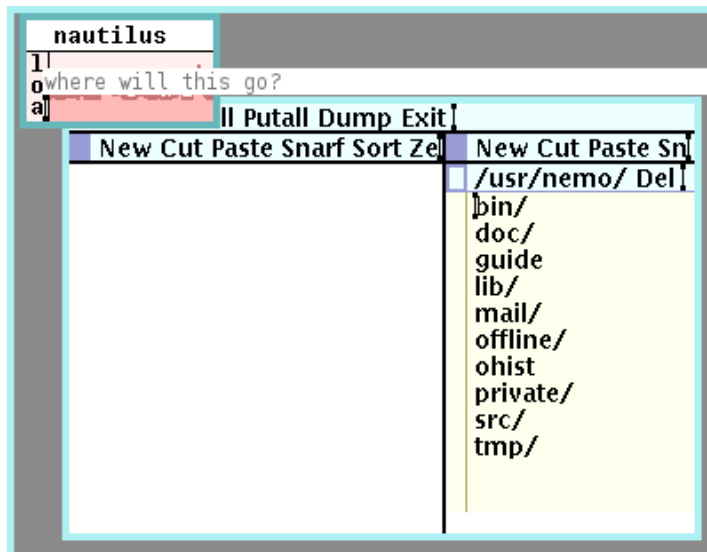 nautilus
l
owhere will this go?
a
ll Putall Dump Exit
New Cut Paste Snarf Sort Ze
New Cut Paste Sn
/usr/nemo/ Del
bin/
doc/
guide
lib/
mail/
offline/
ohist
private/
src/
tmp/